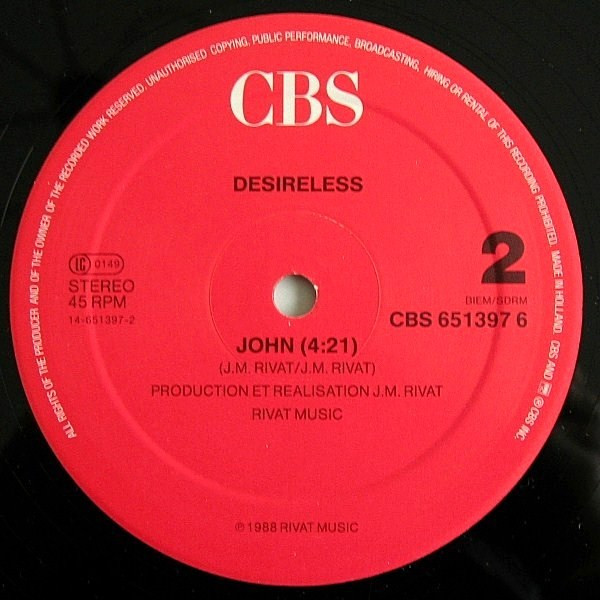 ALL RIGHTS OF THE PRODUCER AND OF THE OWNER OF THE RECORDED WORK RESERVED. UNAUTHORISED COPYING, PUBLIC PERFORMANCE, BROADCASTING, HIRING OR RENTAL OF THIS RECORDING PROHIBITED. MADE IN HOLLAND. CBS AND ℗ CBS INC.
CBS
DESIRELESS
LC 0149
STEREO
45 RPM
14-651397-2
2
BIEM/SDRM
CBS 651397 6
JOHN (4:21)
(J.M. RIVAT/J.M. RIVAT)
PRODUCTION ET REALISATION J.M. RIVAT
RIVAT MUSIC
℗ 1988 RIVAT MUSIC